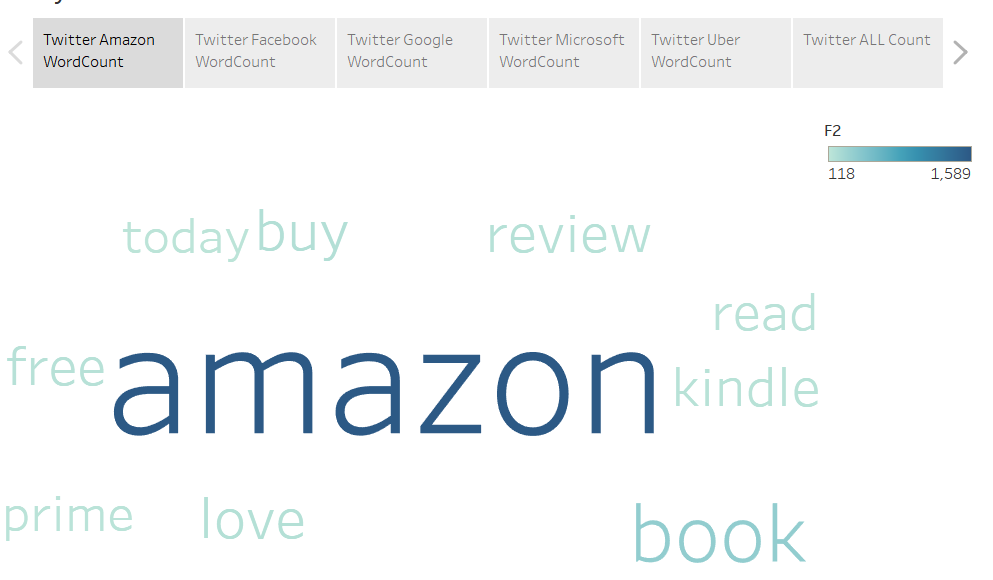 Twitter Amazon
WordCount
Twitter Facebook
WordCount
Twitter Google
WordCount
Twitter Microsoft
WordCount
Twitter Uber
WordCount
Twitter ALL Count
F2
118 1,589
today buy review
read
free amazon kindle
prime love book